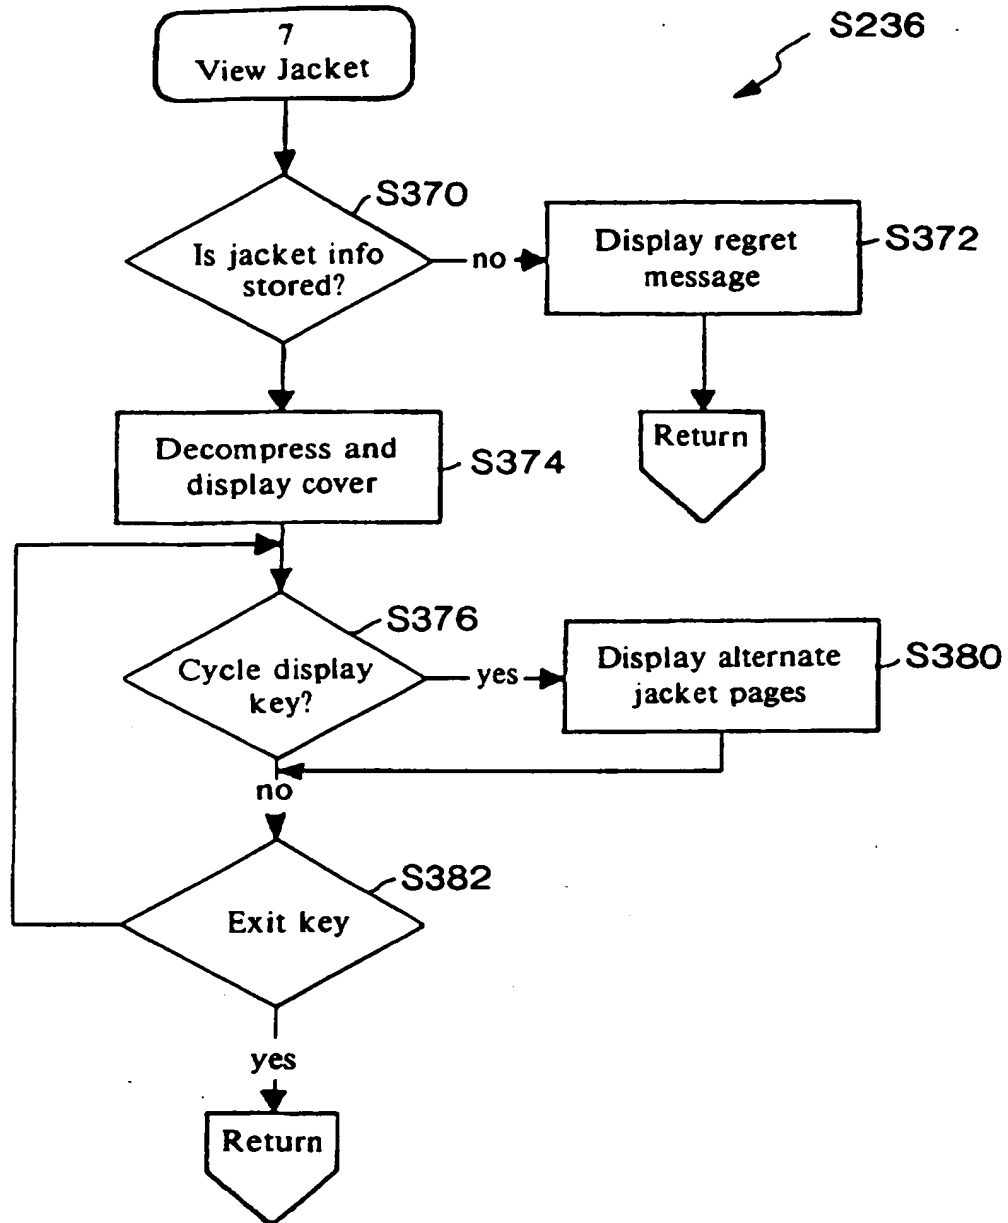 7
View Jacket
S236
S370
Is jacket info
stored?
no
Display regret
message
S372
Return
Decompress and
display cover
S374
S376
Cycle display
key?
yes
Display alternate
jacket pages
S380
no
S382
Exit key
yes
Return